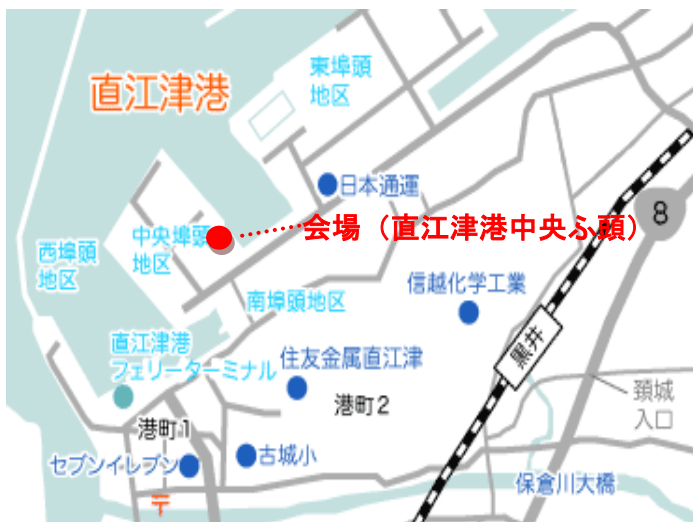 東埠頭
地区
直江津港
日本通運
会場（直江津港中央ふ頭）
8
中央埠頭
地区
西埠頭
地区
信越化学工業
南埠頭地区
直江津港
フェリーターミナル
住友金属直江津
黒井
頚城
入口
港町2
港町1
古城小
セブンイレブン
保倉川大橋
〒